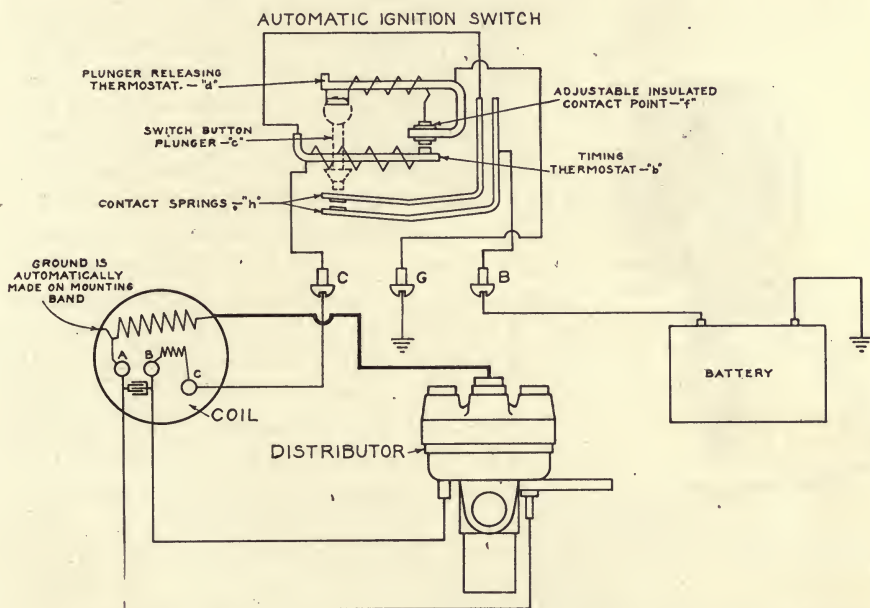 AUTOMATIC IGNITION SWITCH
PLUNGER RELEASING
THERMOSTAT. — "d"
SWITCH BUTTON
PLUNGER — "c"
CONTACT SPRINGS — "h"
ADJUSTABLE INSULATED
CONTACT POINT — "f"
TIMING
THERMOSTAT — "b"
C
G
B
GROUND IS
AUTOMATICALLY
MADE ON MOUNTING
BAND
A
B
C
COIL
DISTRIBUTOR
BATTERY